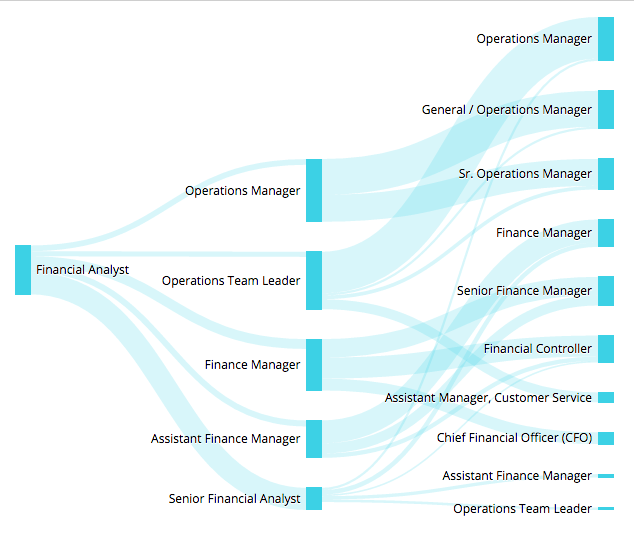 Financial Analyst
Operations Manager
Operations Team Leader
Finance Manager
Assistant Finance Manager
Senior Financial Analyst
Operations Manager
General / Operations Manager
Sr. Operations Manager
Finance Manager
Senior Finance Manager
Financial Controller
Assistant Manager, Customer Service
Chief Financial Officer (CFO)
Assistant Finance Manager
Operations Team Leader